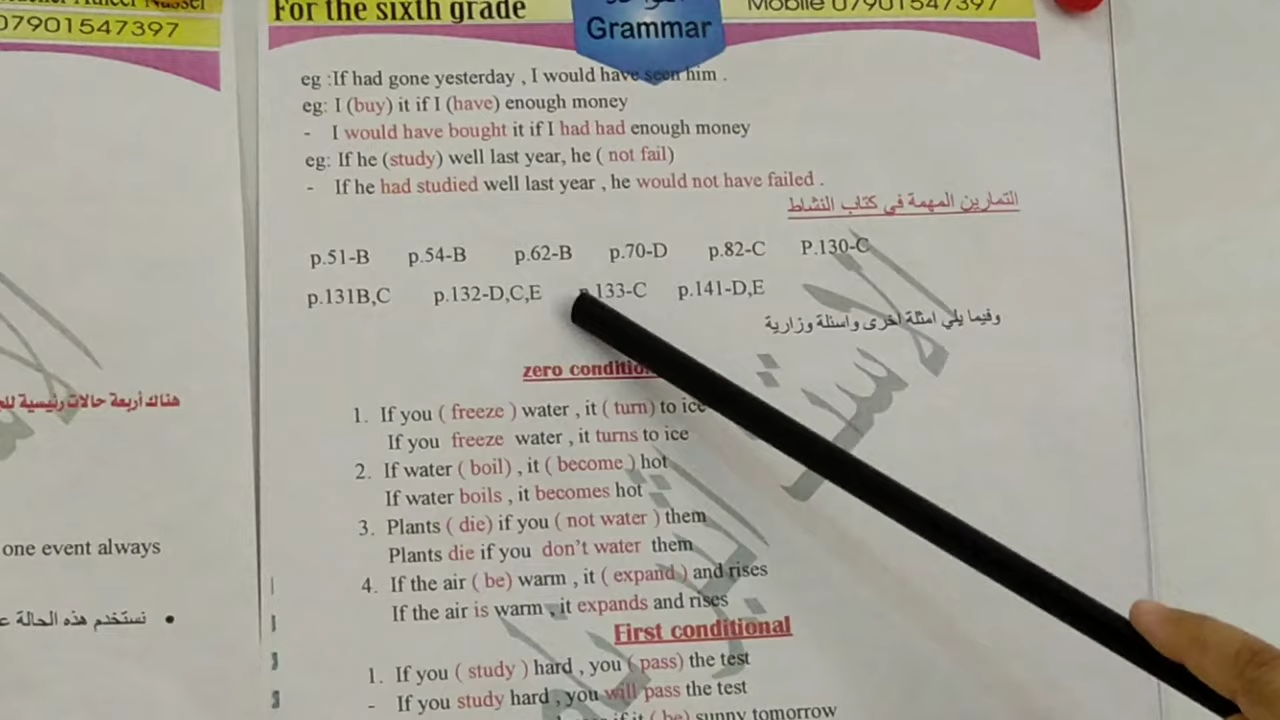 07901547397
هناك أربعة حالات رئيسية
one event always
• نستخدم هذه الحالة
For the sixth grade
Grammar
Mobile 07901547397
eg :If had gone yesterday , I would have seen him .
eg: I (buy) it if I (have) enough money
- I would have bought it if I had had enough money
eg: If he (study) well last year, he ( not fail)
- If he had studied well last year , he would not have failed .
التمارين المهمة في كتاب النشاط
p.51-B p.54-B p.62-B p.70-D p.82-C P.130-C
p.131B,C p.132-D,C,E p.133-C p.141-D,E
وفيما يلي امثلة اخرى واسئلة وزارية
zero conditio
1. If you ( freeze ) water , it ( turn) to ice
If you freeze water , it turns to ice
2. If water ( boil) , it ( become ) hot
If water boils , it becomes hot
3. Plants ( die) if you ( not water ) them
Plants die if you don't water them
4. If the air ( be) warm , it ( expand ) and rises
If the air is warm , it expands and rises
First conditional
1. If you ( study ) hard , you ( pass) the test
- If you study hard , you will pass the test
if it ( be) sunny tomorrow